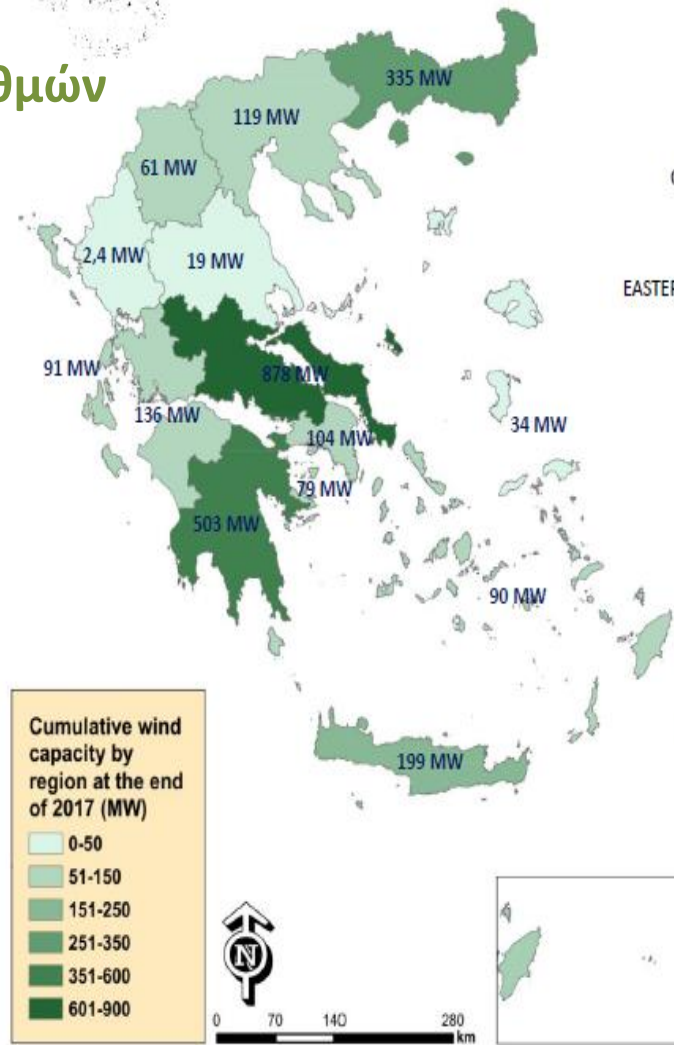 θμών
335 MW
119 MW
61 MW
2,4 MW
19 MW
EASTER
91 MW
878 MW
136 MW
104 MW
34 MW
79 MW
503 MW
90 MW
199 MW
Cumulative wind
capacity by
region at the end
of 2017 (MW)
0-50
51-150
151-250
251-350
351-600
601-900
N
0 70 140 280
km